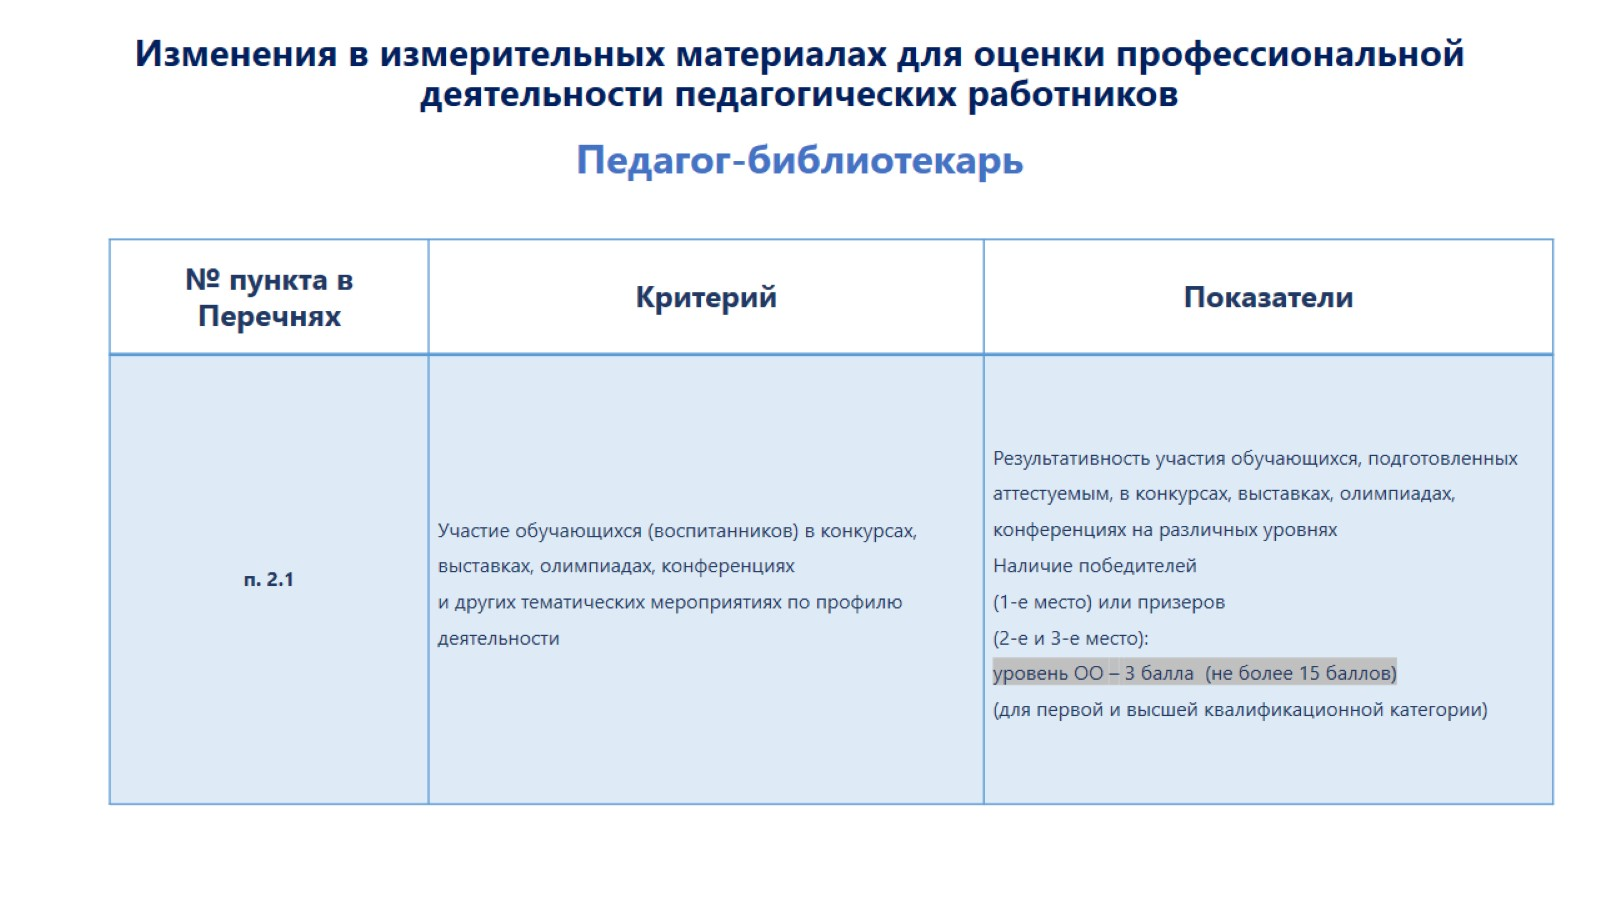 Изменения в измерительных материалах для оценки профессиональной
деятельности педагогических работников
Педагог-библиотекарь
№ пункта в
Перечнях
Критерий
Показатели
п. 2.1
Участие обучающихся (воспитанников) в конкурсах,
выставках, олимпиадах, конференциях
и других тематических мероприятиях по профилю
деятельности
Результативность участия обучающихся, подготовленных
аттестуемым, в конкурсах, выставках, олимпиадах,
конференциях на различных уровнях
Наличие победителей
(1-е место) или призеров
(2-е и 3-е место):
уровень ОО – 3 балла  (не более 15 баллов)
(для первой и высшей квалификационной категории)